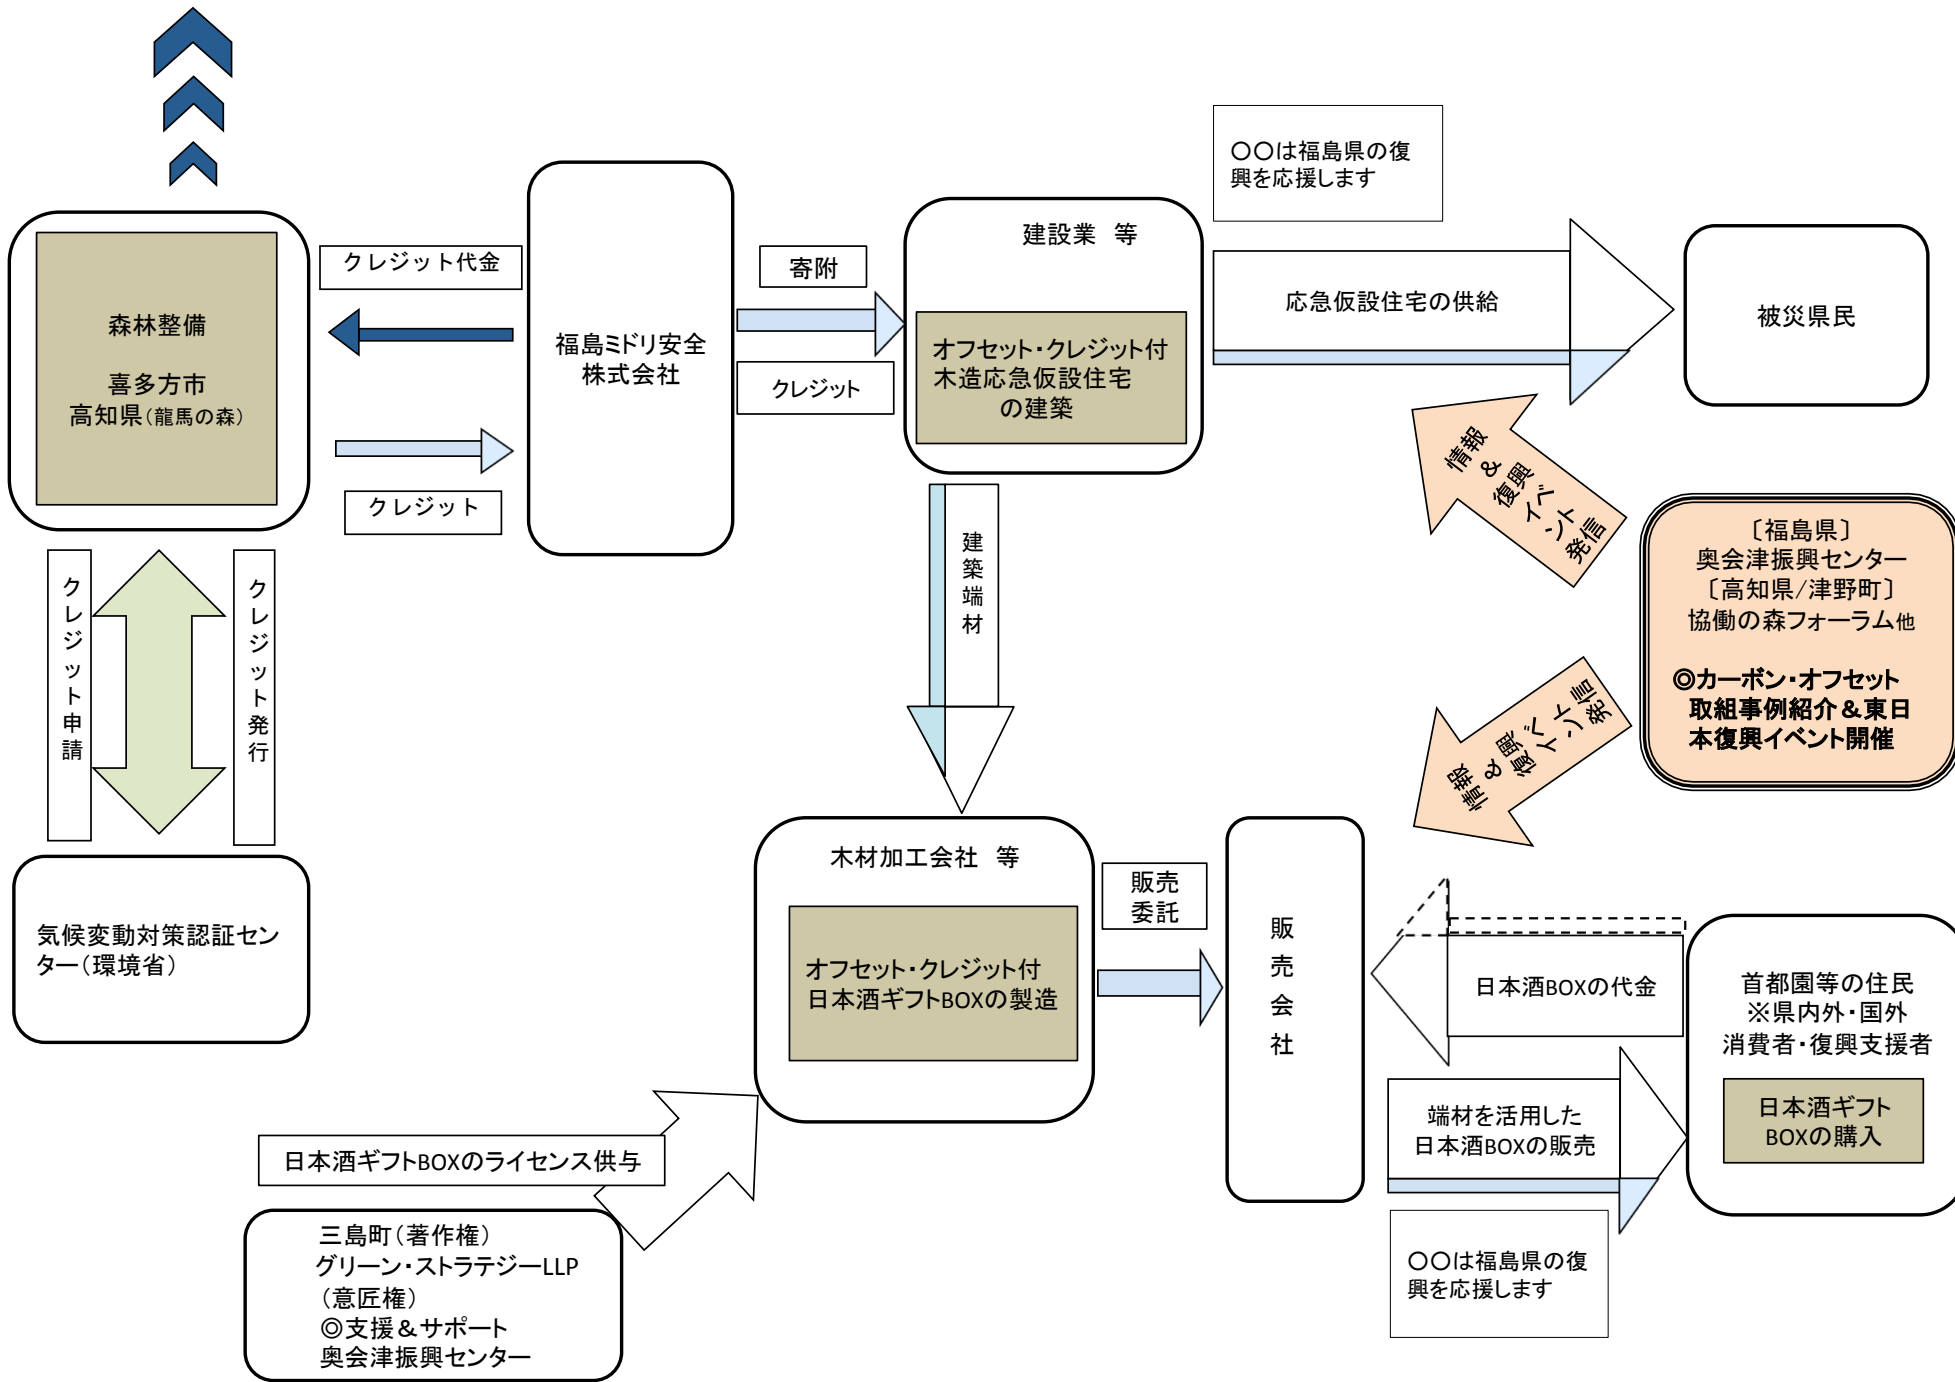 〇〇は福島県の復
興を応援します
森林整備
喜多方市
高知県(龍馬の森)
クレジット代金
クレジット
福島ミドリ安全
株式会社
寄附
クレジット
建設業 等
オフセット・クレジット付
木造応急仮設住宅
の建築
応急仮設住宅の供給
被災県民
情報
&
復興
イベ
ント
発信
〔福島県〕
奥会津振興センター
〔高知県/津野町〕
協働の森フォーラム他
◎カーボン・オフセット
取組事例紹介&東日
本復興イベント開催
情報
&
復興
イベ
ント
発信
クレジット申請
クレジット発行
建築端材
気候変動対策認証セン
ター(環境省)
木材加工会社 等
オフセット・クレジット付
日本酒ギフトBOXの製造
販売
委託
販売会社
日本酒BOXの代金
首都園等の住民
※県内外・国外
消費者・復興支援者
日本酒ギフト
BOXの購入
端材を活用した
日本酒BOXの販売
〇〇は福島県の復
興を応援します
日本酒ギフトBOXのライセンス供与
三島町(著作権)
グリーン・ストラテジーLLP
(意匠権)
◎支援&サポート
奥会津振興センター